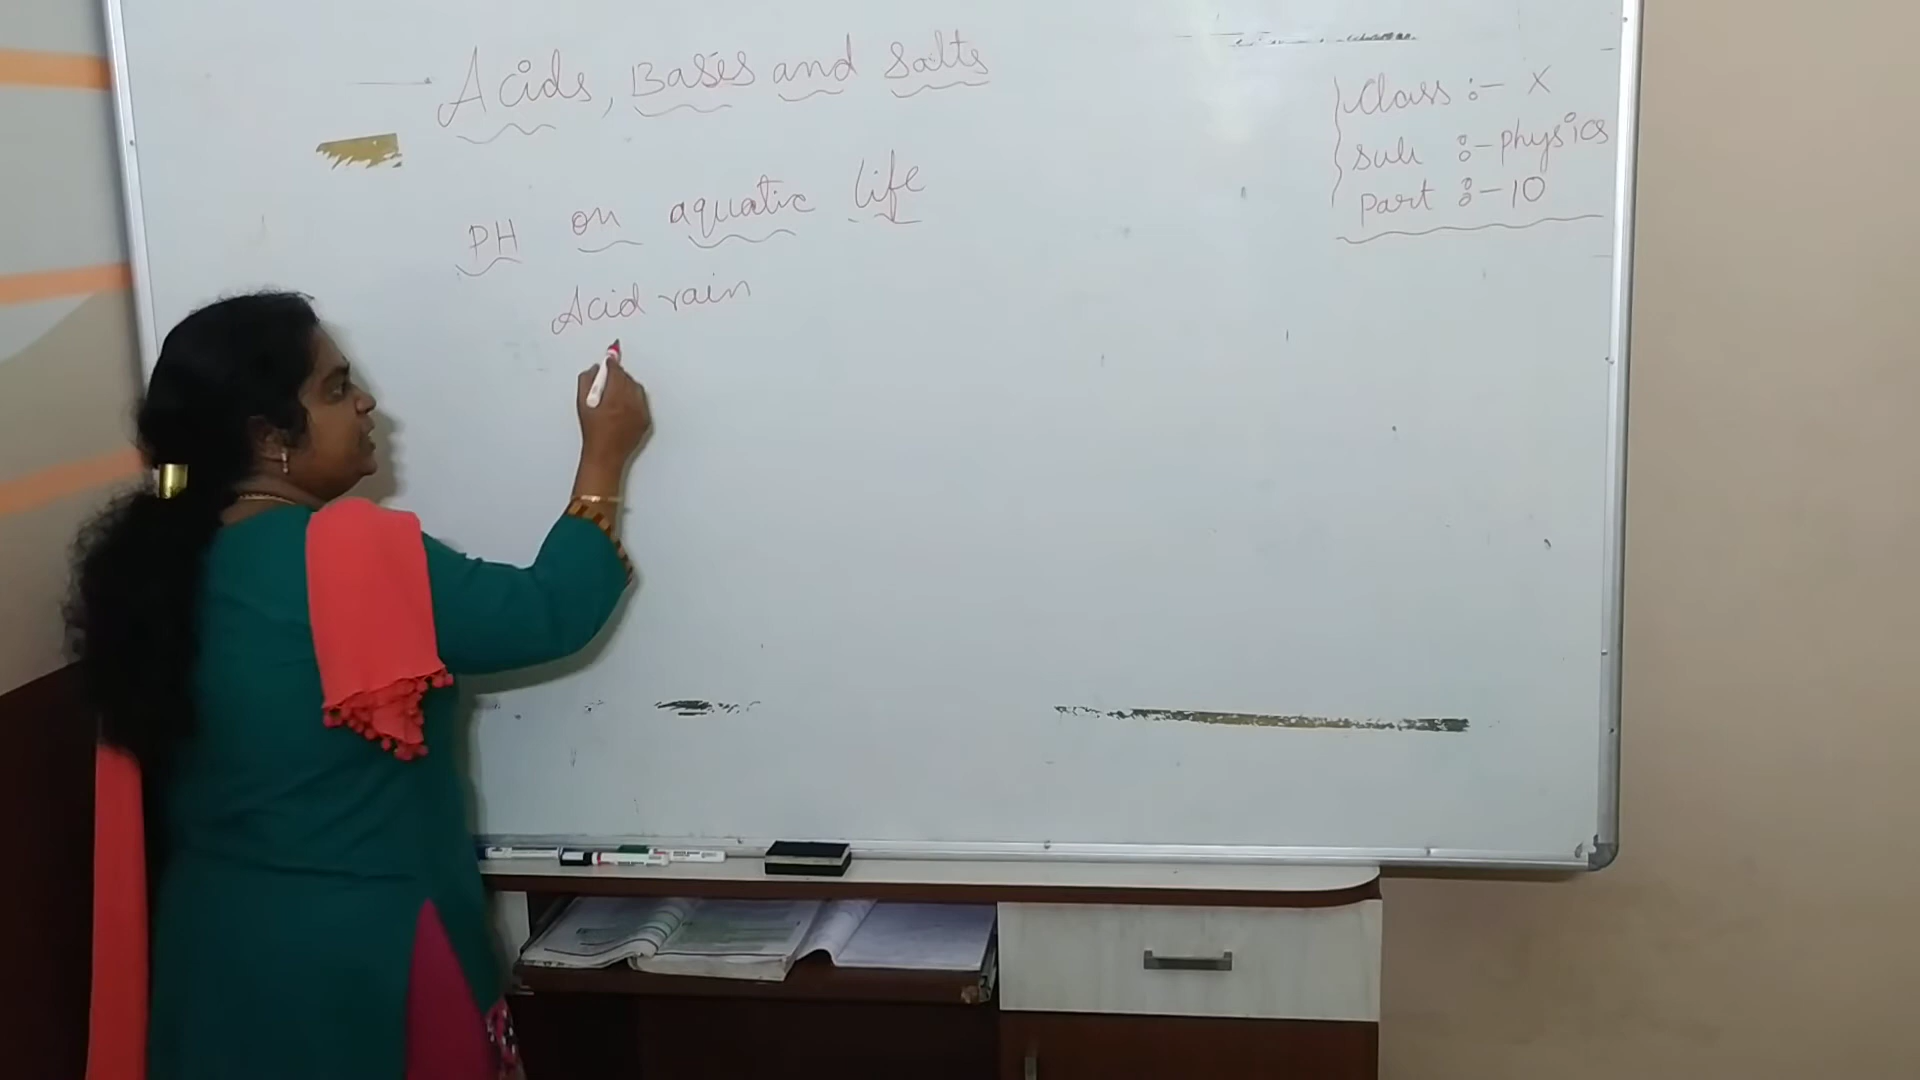 Acids, Bases and Salts
PH on aquatic life
Acid rain
Class :- X
Sub :- physics
Part :- 10